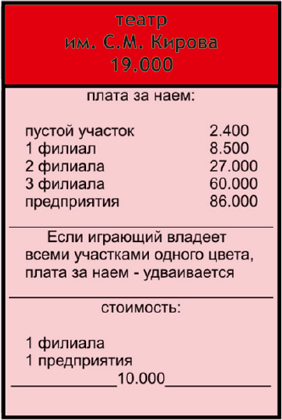 театр
им. С.М. Кирова
19.000
плата за наем:
пустой участок 2.400
1 филиал 8.500
2 филиала 27.000
3 филиала 60.000
предприятия 86.000
Если играющий владеет
всеми участками одного цвета,
плата за наем - удваивается
стоимость:
1 филиала
1 предприятия
10.000